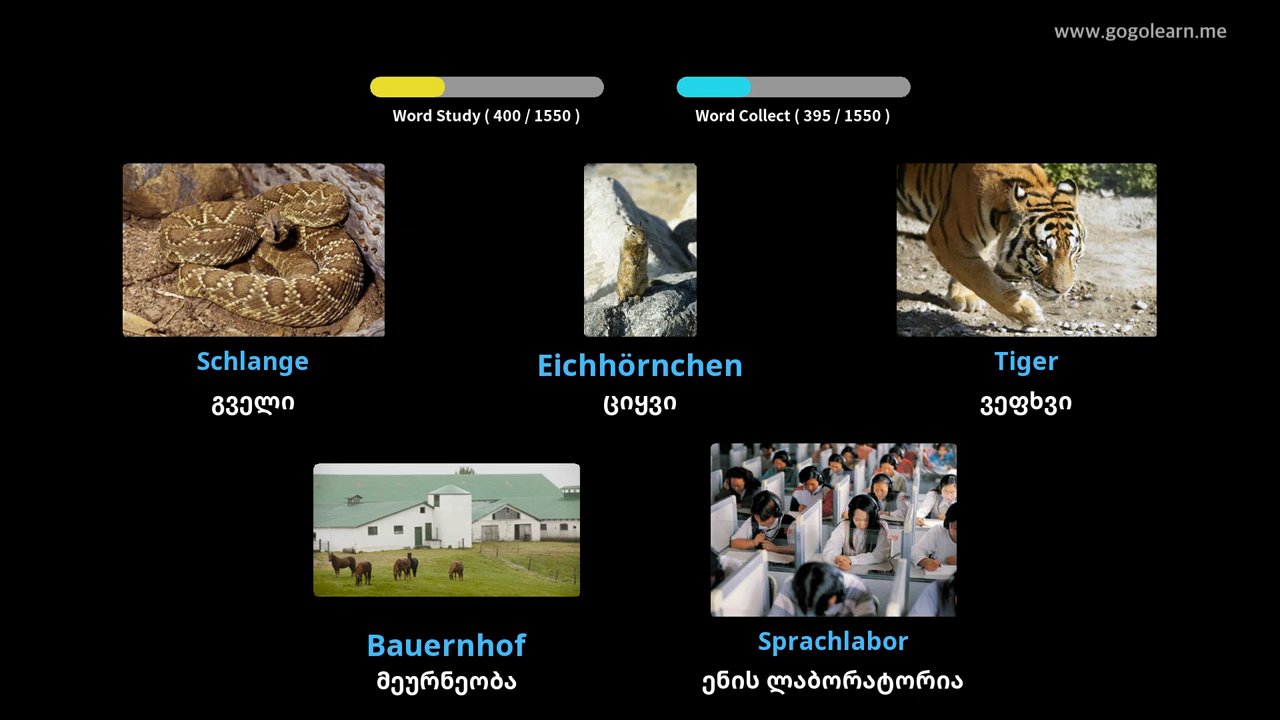 www.gogolearn.me
Word Study ( 400 / 1550 )
Word Collect ( 395 / 1550 )
Schlange
Eichhörnchen
Tiger
გველი
ციყვი
ვეფხვი
Bauernhof
Sprachlabor
მეურნეობა
ენის ლაბორატორია